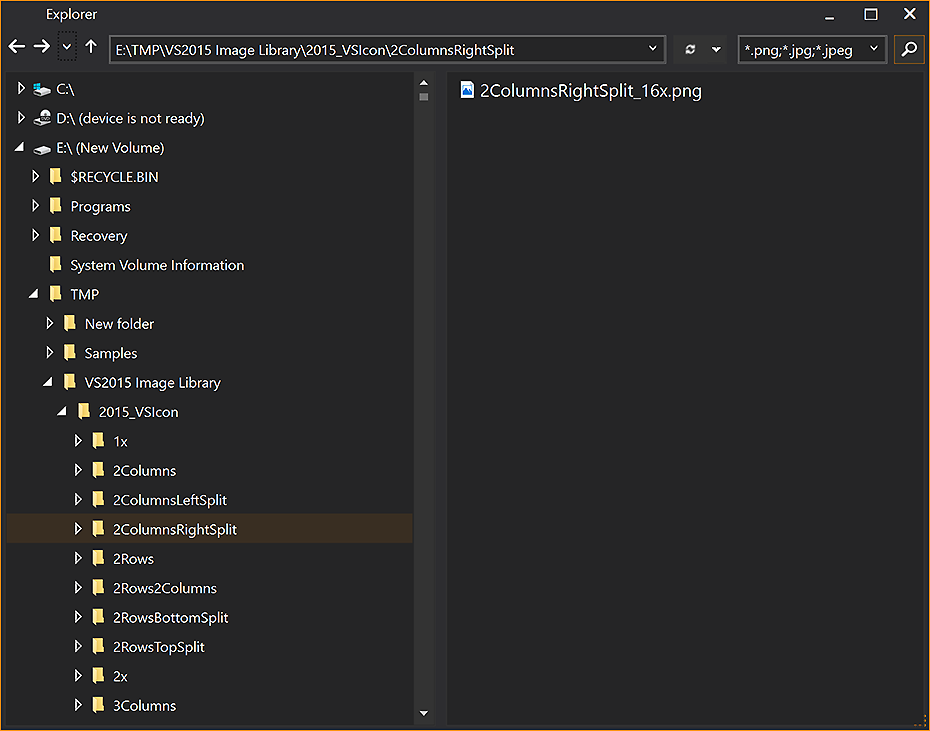 Explorer
E:\TMP\VS2015 Image Library\2015_VSIcon\2ColumnsRightSplit
*.png;*.jpg;*.jpeg
C:\
D:\ (device is not ready)
E:\ (New Volume)
$RECYCLE.BIN
Programs
Recovery
System Volume Information
TMP
New folder
Samples
VS2015 Image Library
2015_VSIcon
1x
2Columns
2ColumnsLeftSplit
2ColumnsRightSplit
2Rows
2Rows2Columns
2RowsBottomSplit
2RowsTopSplit
2x
3Columns
2ColumnsRightSplit_16x.png